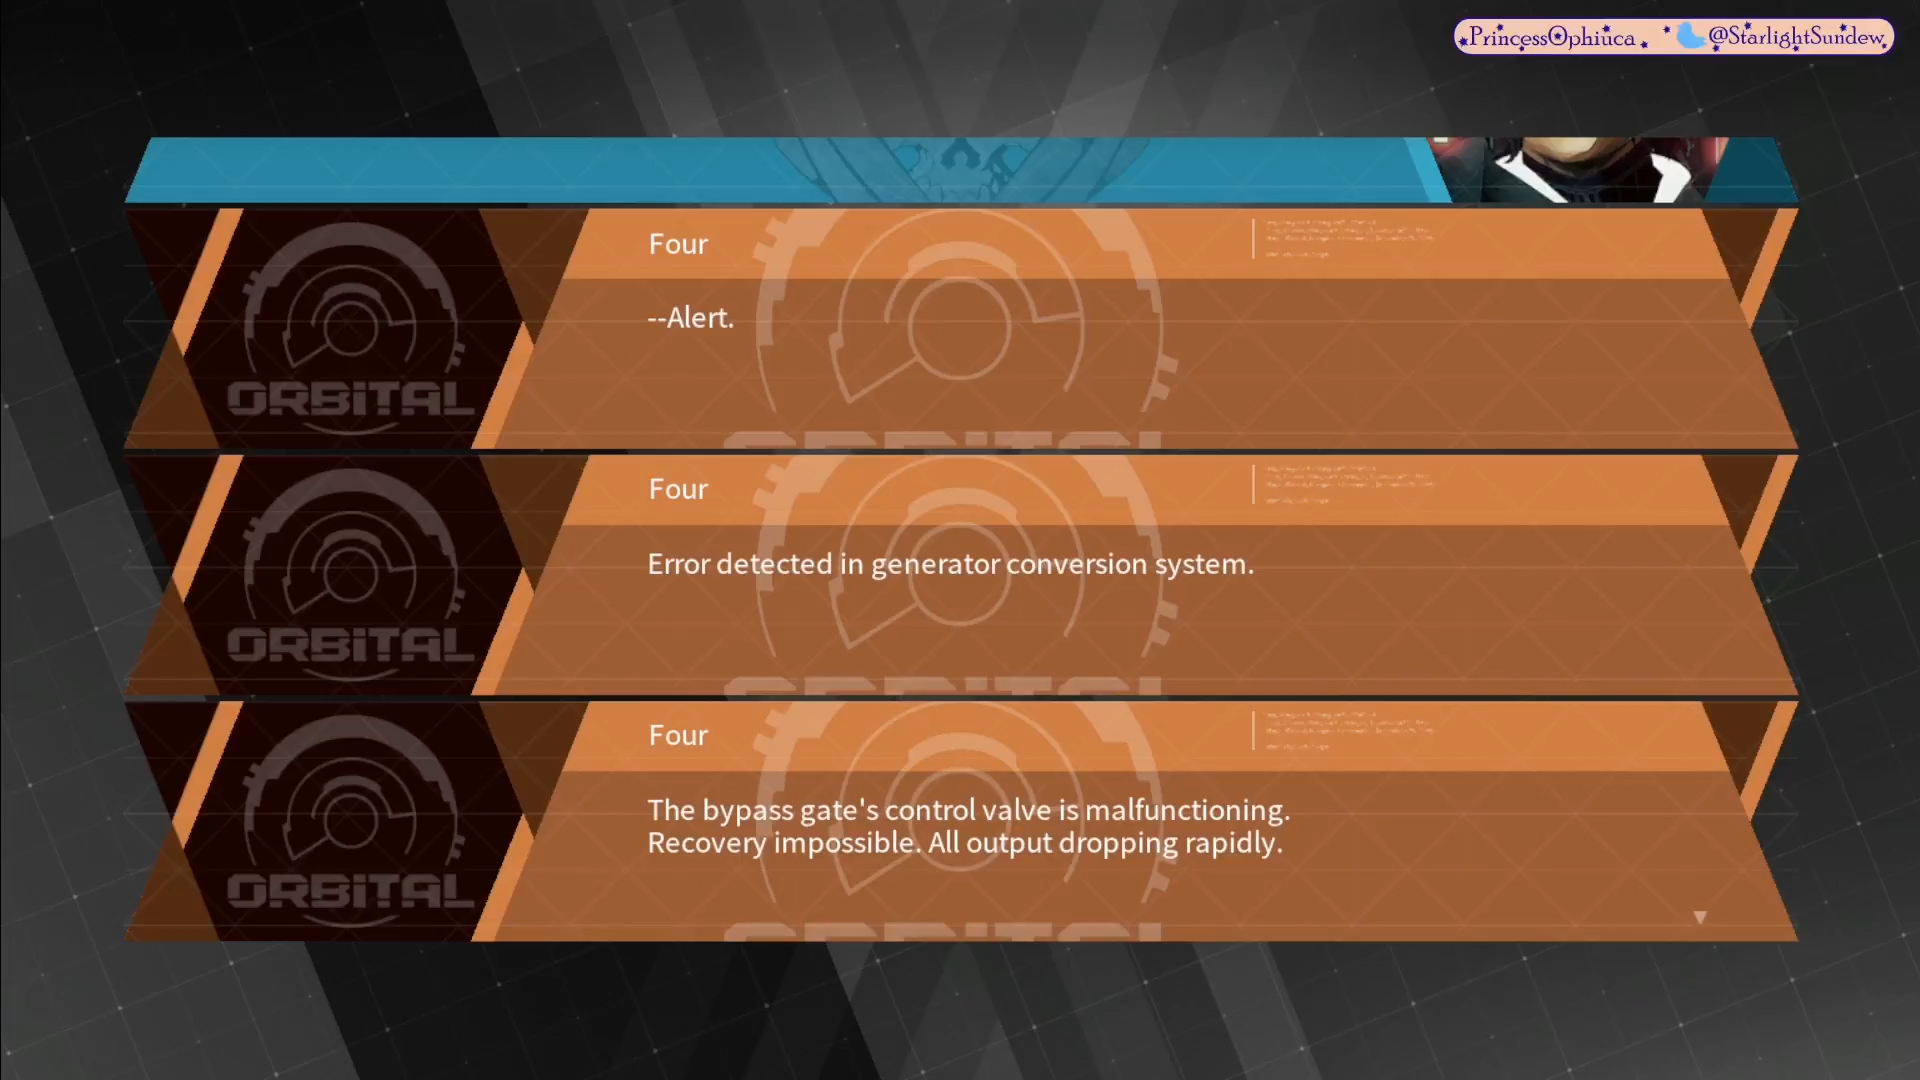 PrincessOphiuca @StarlightSundew
Four
--Alert.
ORBITAL
Four
Error detected in generator conversion system.
ORBITAL
Four
The bypass gate's control valve is malfunctioning.
Recovery impossible. All output dropping rapidly.
ORBITAL